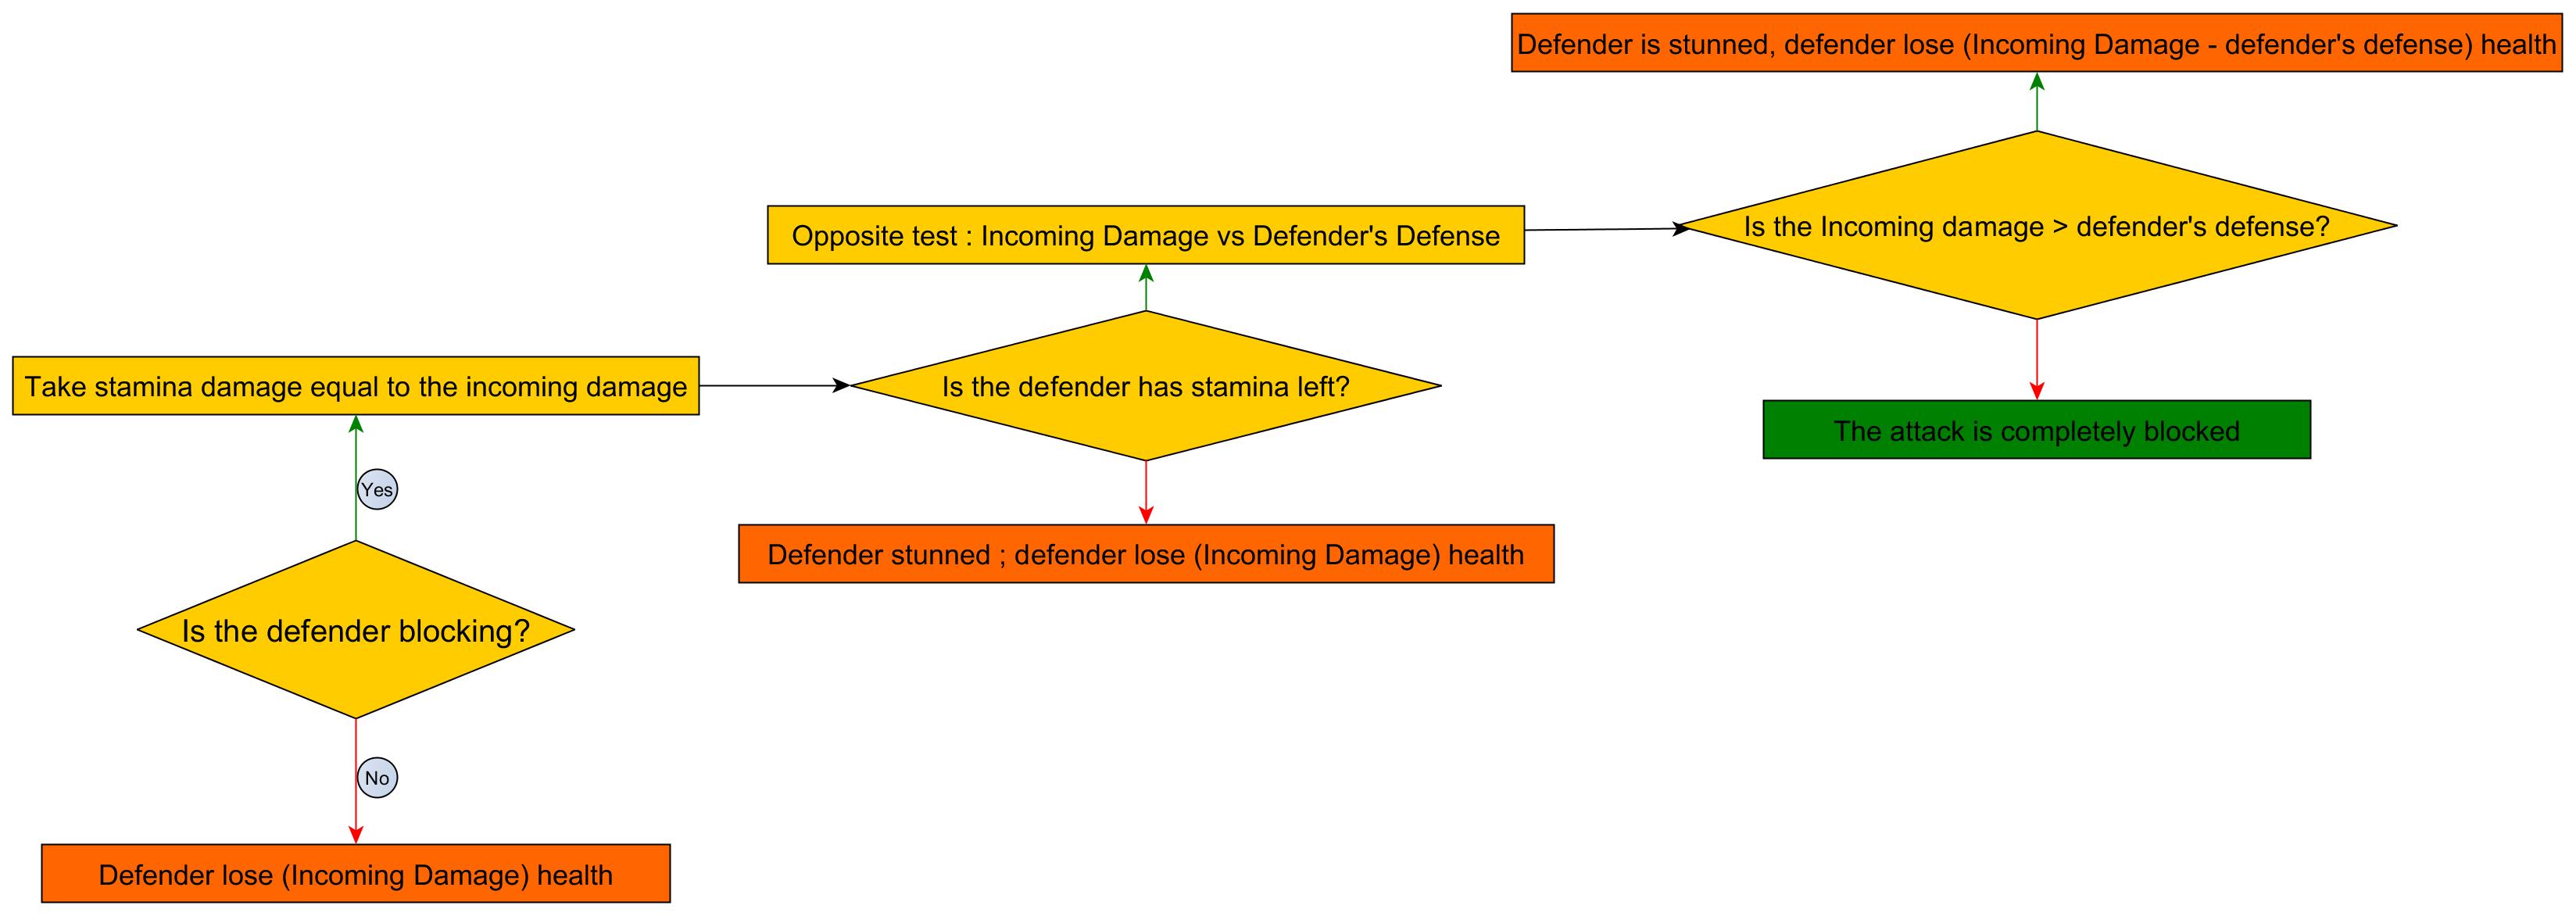 Defender is stunned, defender lose (Incoming Damage - defender's defense) health
Opposite test : Incoming Damage vs Defender's Defense
Is the Incoming damage > defender's defense?
Take stamina damage equal to the incoming damage
Is the defender has stamina left?
The attack is completely blocked
Yes
Defender stunned ; defender lose (Incoming Damage) health
Is the defender blocking?
No
Defender lose (Incoming Damage) health